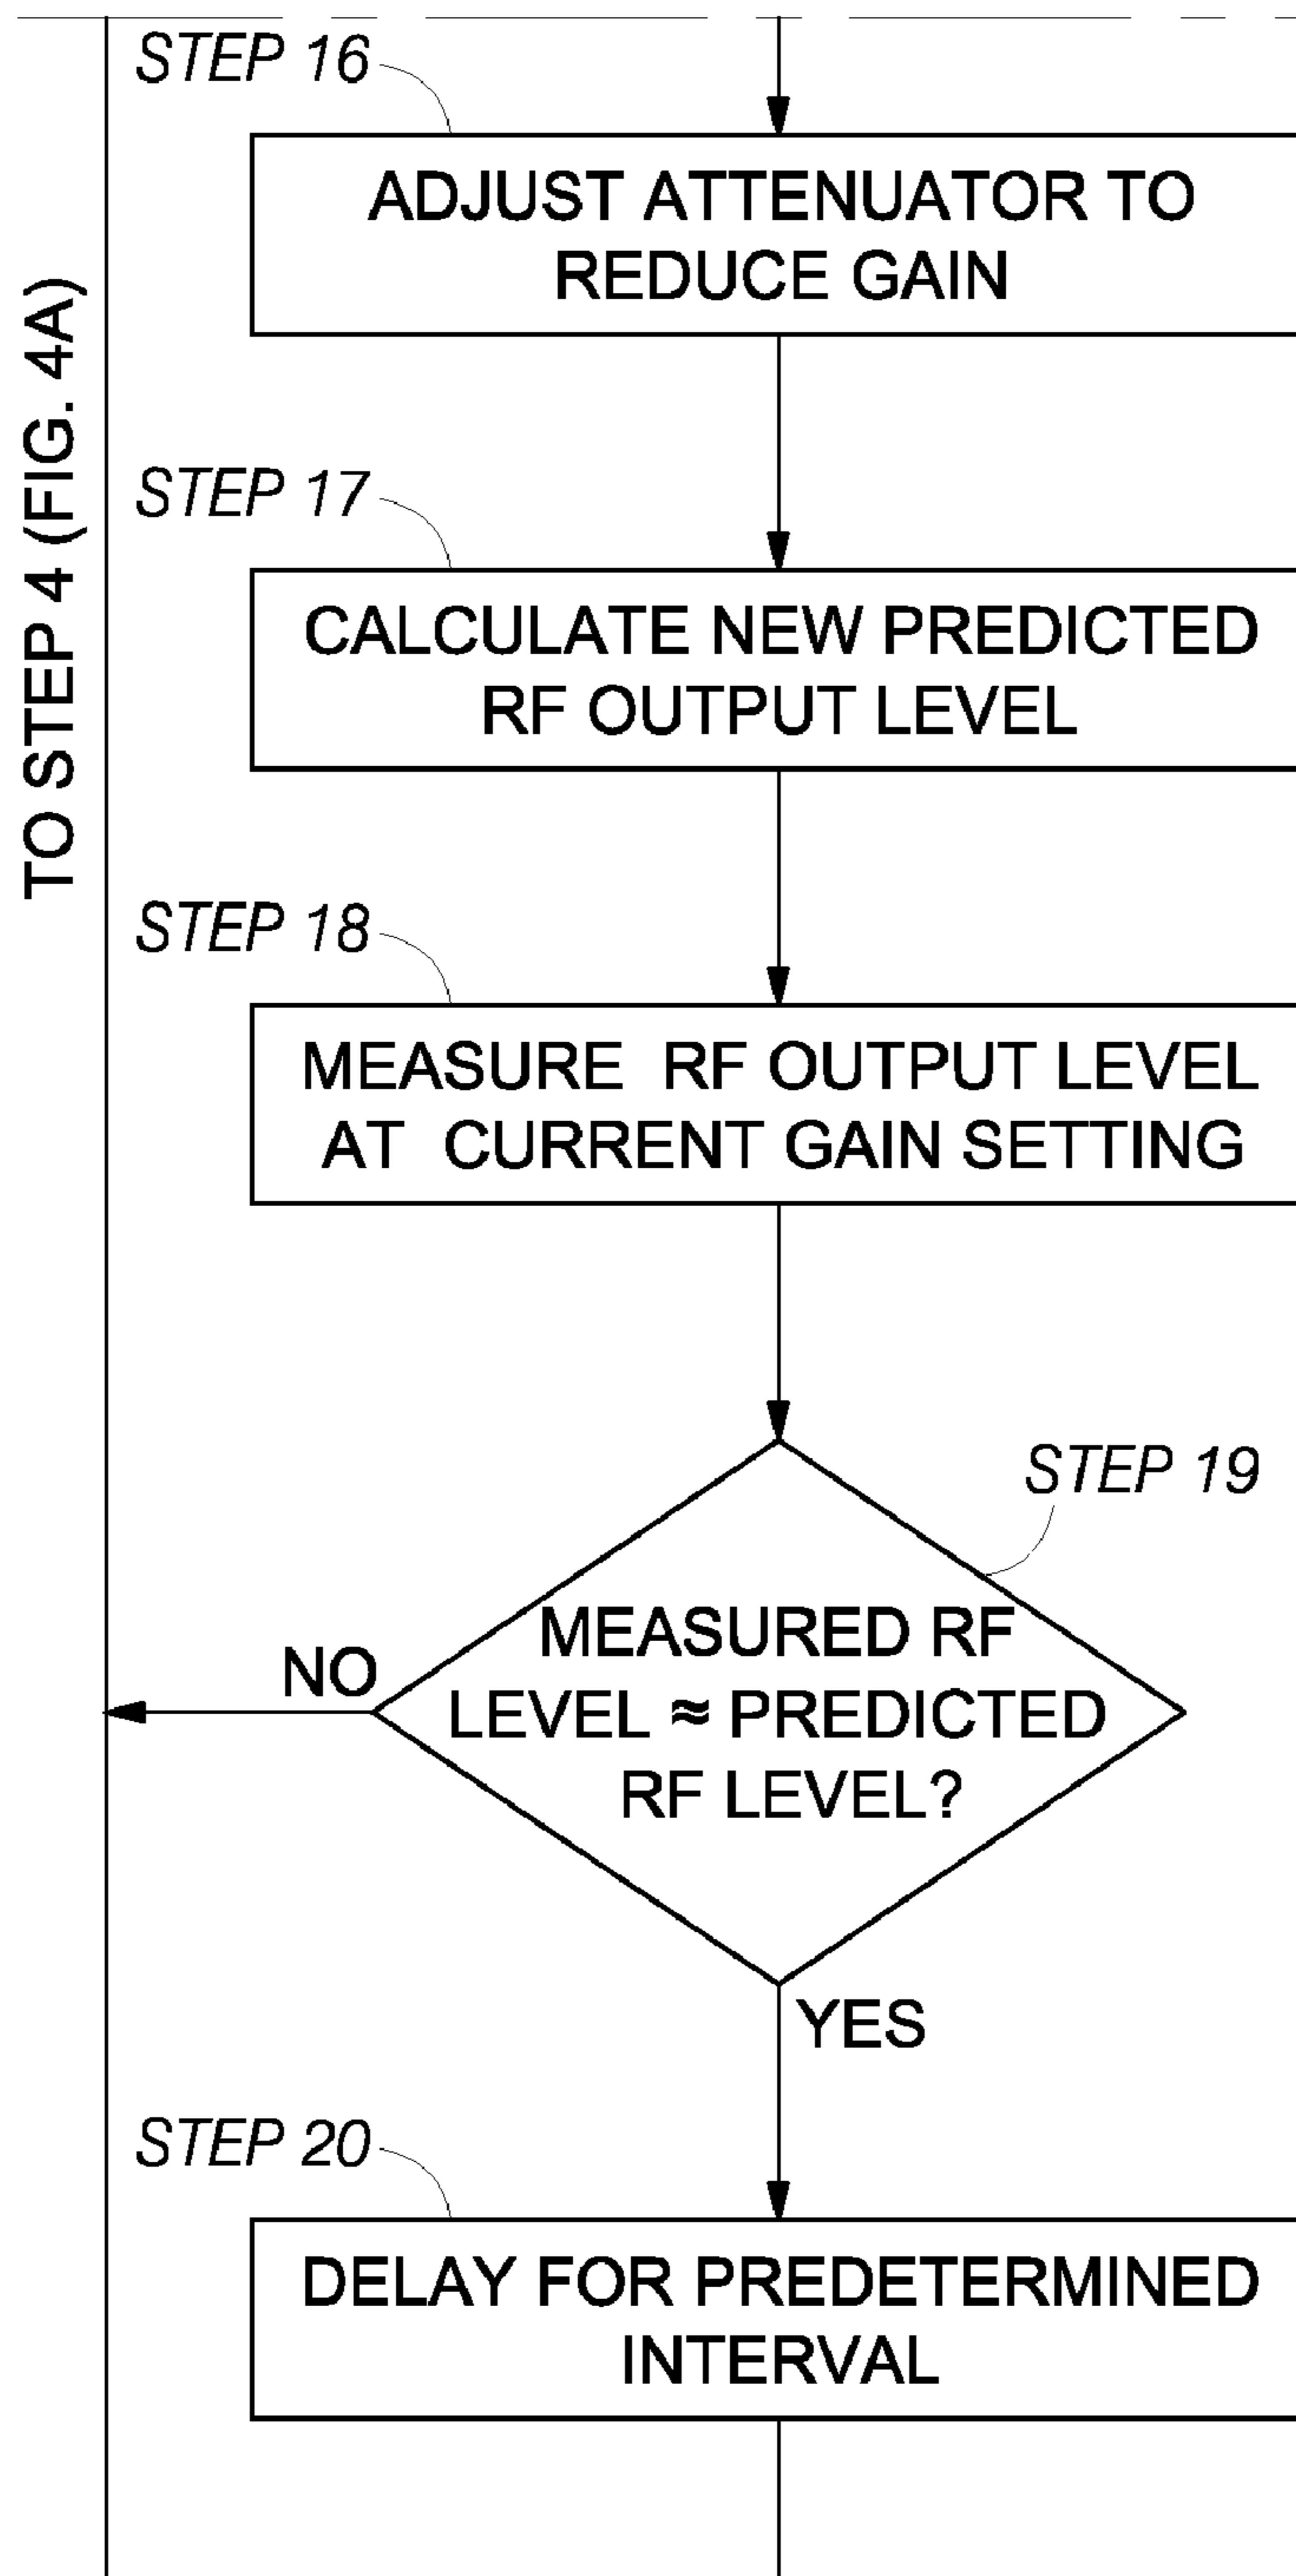 STEP 16
ADJUST ATTENUATOR TO
REDUCE GAIN
TO STEP 4 (FIG. 4A)
STEP 17
CALCULATE NEW PREDICTED
RF OUTPUT LEVEL
STEP 18
MEASURE RF OUTPUT LEVEL
AT CURRENT GAIN SETTING
STEP 19
MEASURED RF
LEVEL ≈ PREDICTED
RF LEVEL?
NO
YES
STEP 20
DELAY FOR PREDETERMINED
INTERVAL